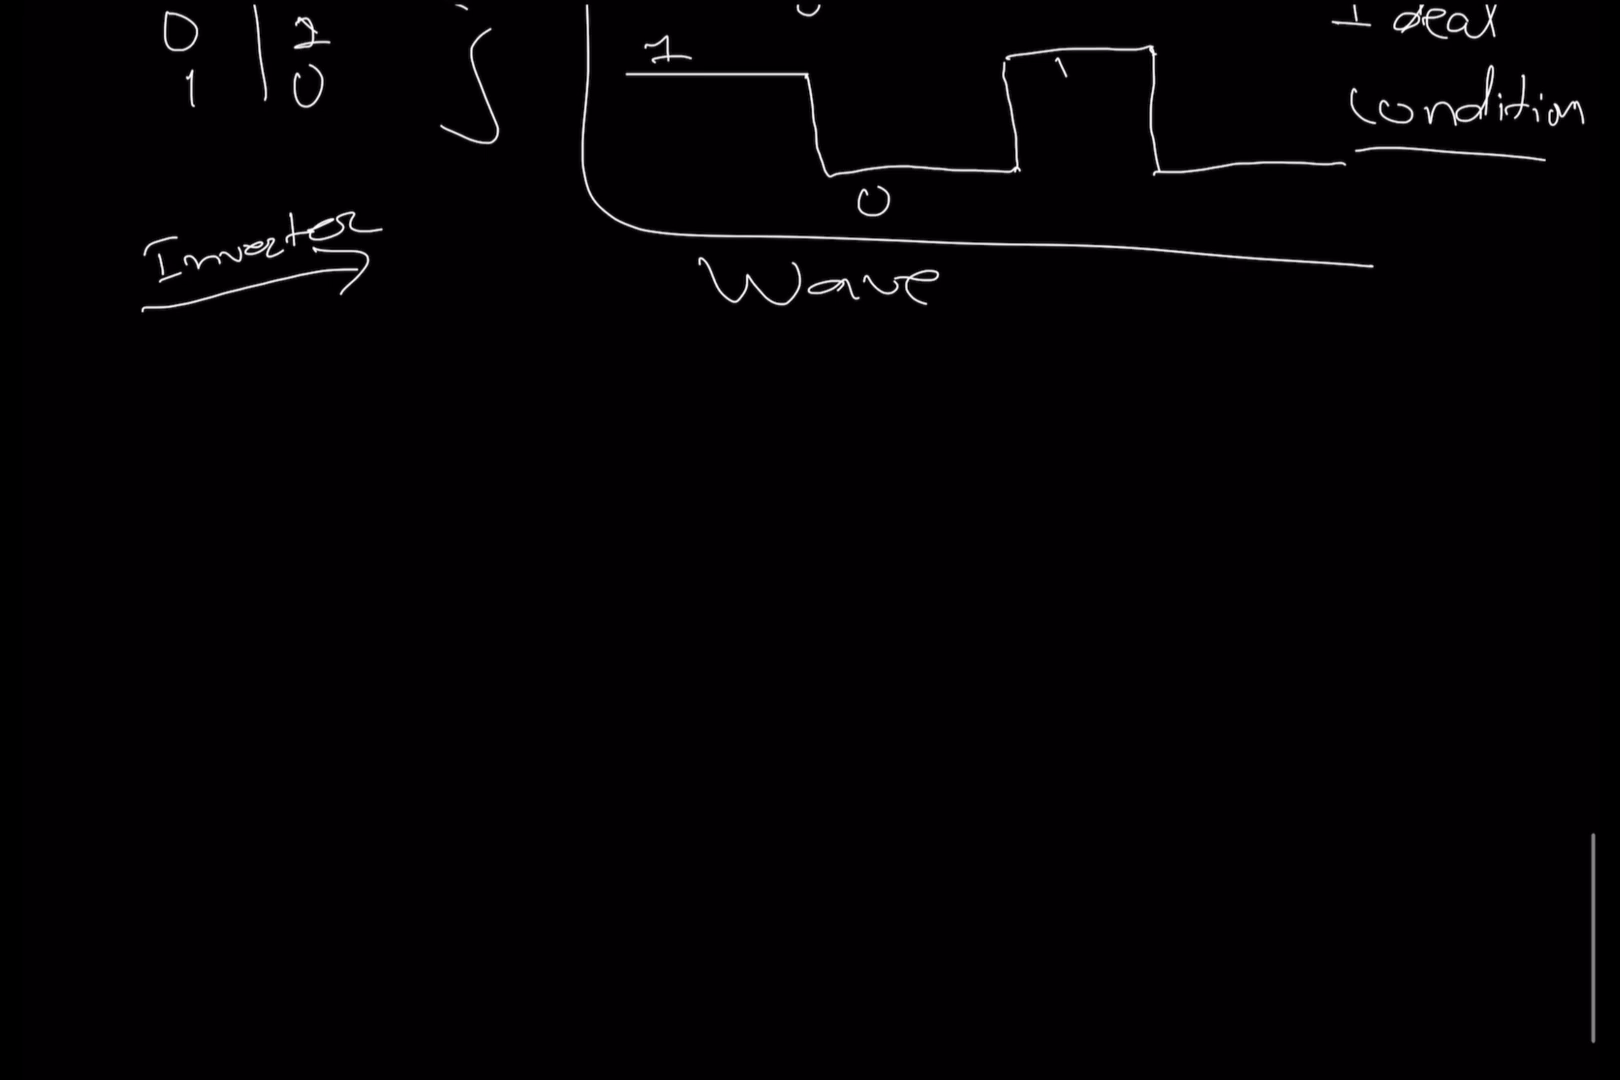 0 | 1
1 | 0
1
0
1
Ideal
condition
Inverter
Wave